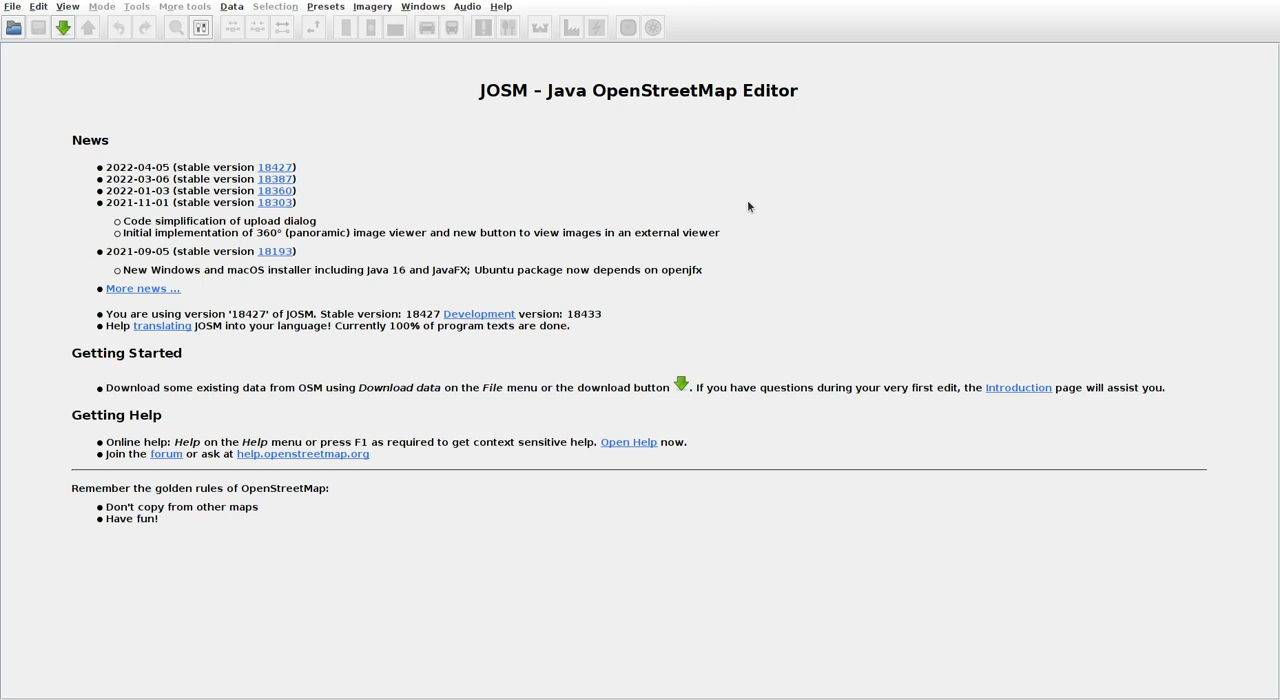 File Edit View Mode Tools More tools Data Selection Presets Imagery Windows Audio Help
JOSM – Java OpenStreetMap Editor
News
2022-04-05 (stable version 18427)
2022-03-06 (stable version 18387)
2022-01-03 (stable version 18360)
2021-11-01 (stable version 18303)
Code simplification of upload dialog
Initial implementation of 360° (panoramic) image viewer and new button to view images in an external viewer
2021-09-05 (stable version 18193)
New Windows and macOS installer including Java 16 and JavaFX; Ubuntu package now depends on openjfx
More news ...
You are using version '18427' of JOSM. Stable version: 18427 Development version: 18433
Help translating JOSM into your language! Currently 100% of program texts are done.
Getting Started
Download some existing data from OSM using Download data on the File menu or the download button . If you have questions during your very first edit, the Introduction page will assist you.
Getting Help
Online help: Help on the Help menu or press F1 as required to get context sensitive help. Open Help now.
Join the forum or ask at help.openstreetmap.org
Remember the golden rules of OpenStreetMap:
Don't copy from other maps
Have fun!